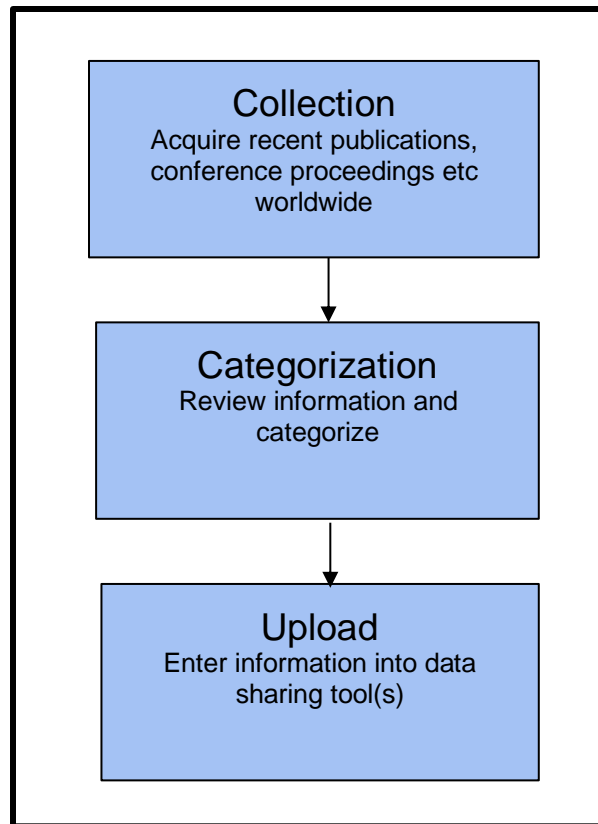 Collection
Acquire recent publications,
conference proceedings etc
worldwide
Categorization
Review information and
categorize
Upload
Enter information into data
sharing tool(s)